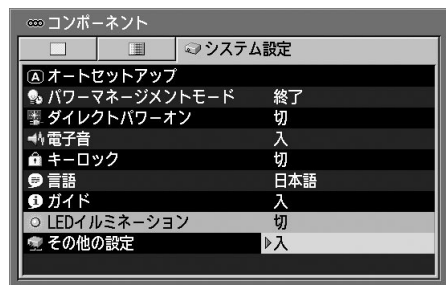 コンポーネント
システム設定
Ⓐオートセットアップ
パワーマネージメントモード 終了
ダイレクトパワーオン 切
電子音 入
キーロック 切
言語 日本語
ガイド 入
LEDイルミネーション 切
その他の設定 ▷入